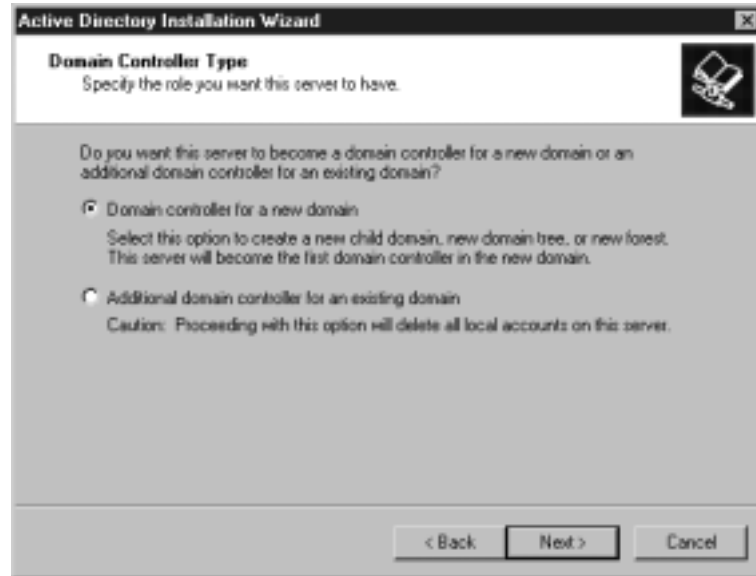 Active Directory Installation Wizard
Domain Controller Type
Specify the role you want this server to have.
Do you want this server to become a domain controller for a new domain or an
additional domain controller for an existing domain?
Domain controller for a new domain
Select this option to create a new child domain, new domain tree, or new forest.
This server will become the first domain controller in the new domain.
Additional domain controller for an existing domain
Caution: Proceeding with this option will delete all local accounts on this server.
< Back Next > Cancel